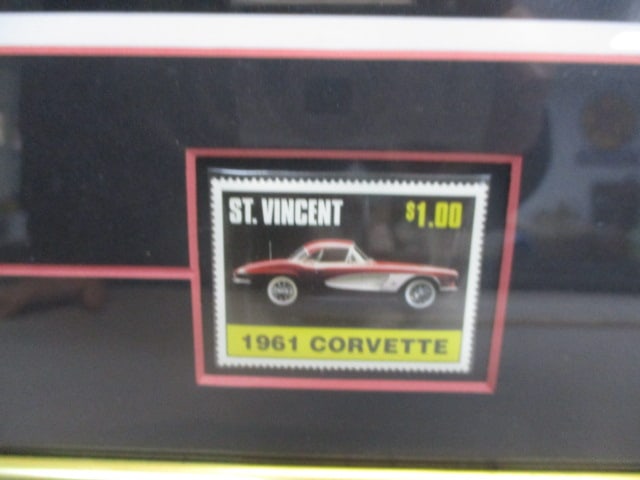 ST. VINCENT $1.00
1961 CORVETTE